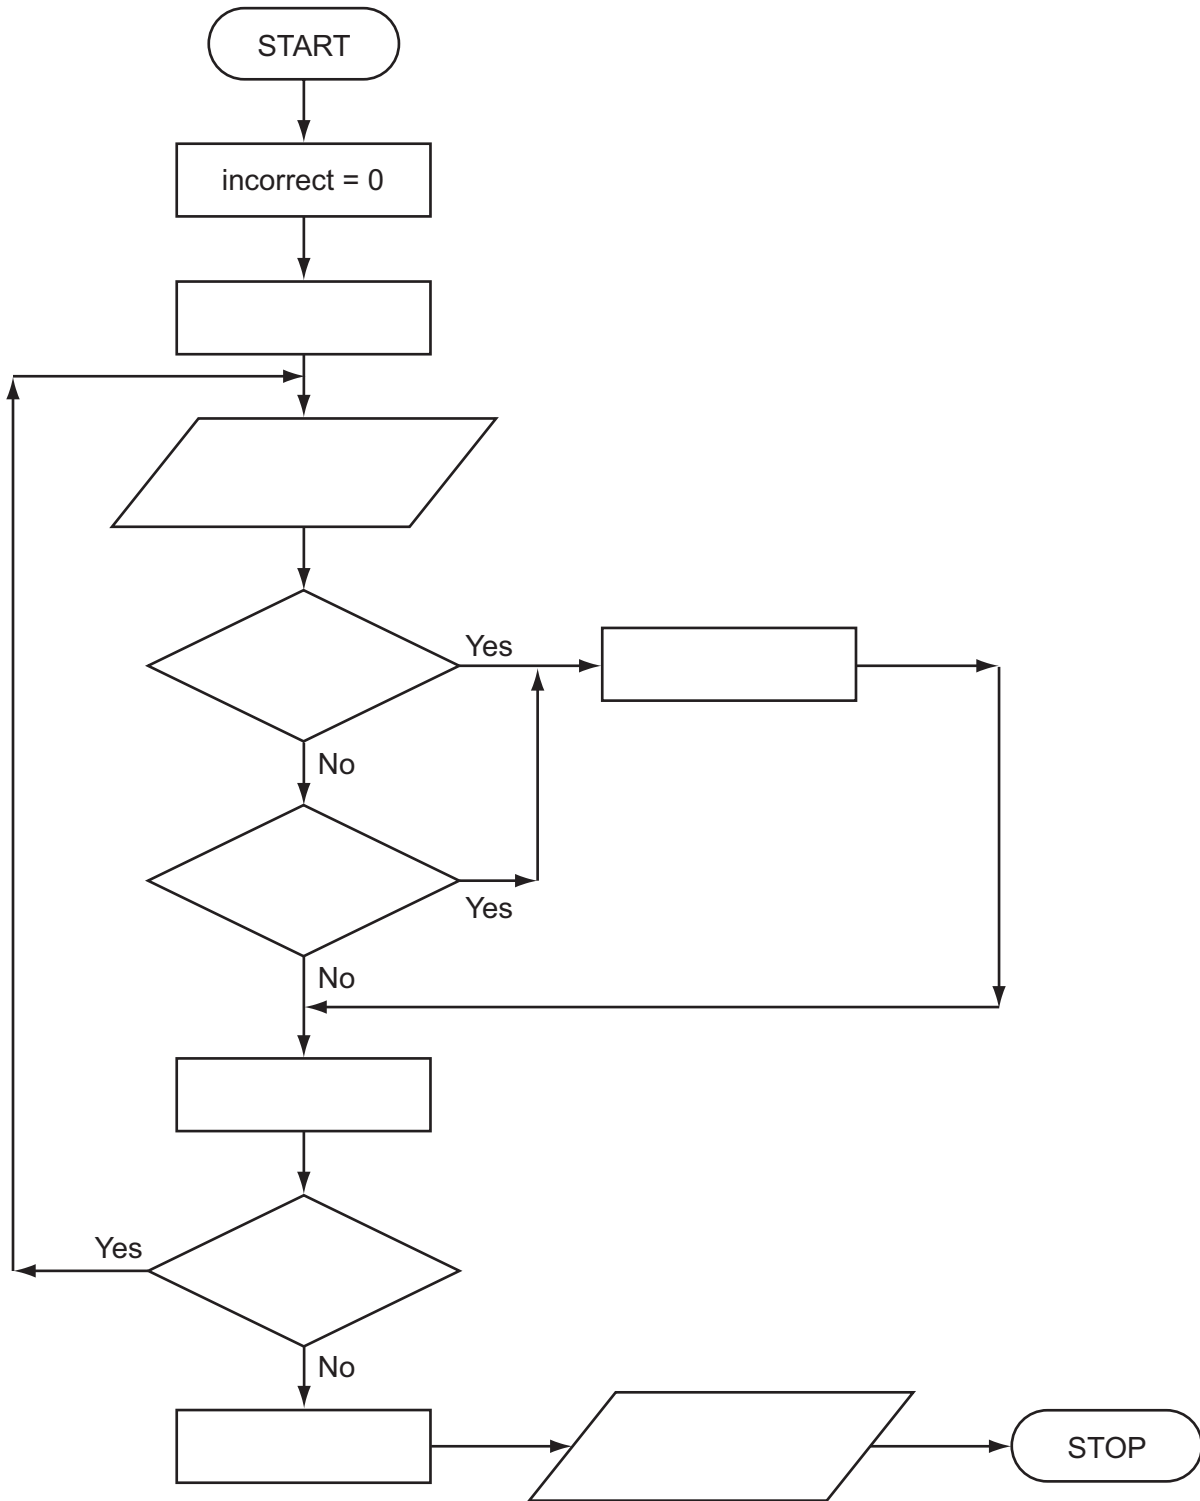 START
incorrect = 0
Yes
No
Yes
No
Yes
No
STOP